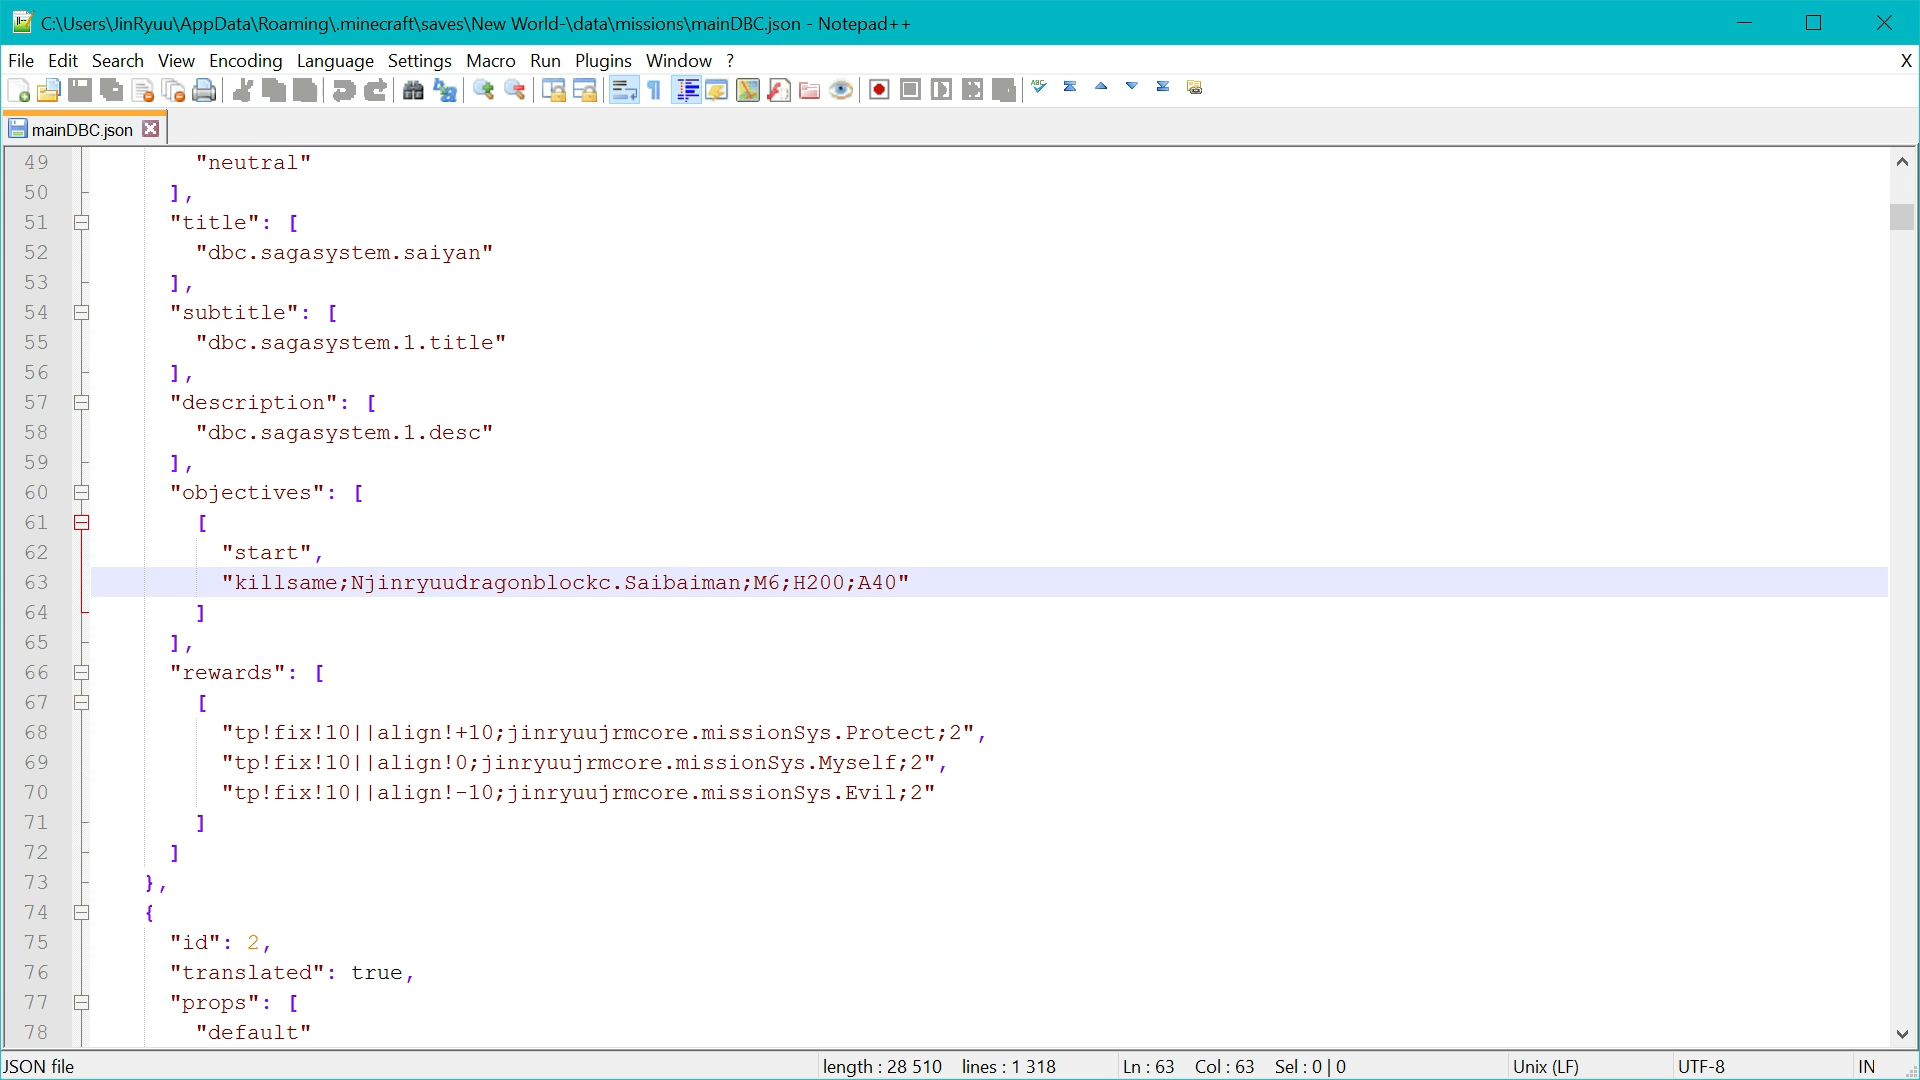 C:\Users\JinRyuu\AppData\Roaming\.minecraft\saves\New World-\data\missions\mainDBC.json - Notepad++
File Edit Search View Encoding Language Settings Macro Run Plugins Window ? X
mainDBC.json
49 "neutral"
50 ],
51 "title": [
52 "dbc.sagasystem.saiyan"
53 ],
54 "subtitle": [
55 "dbc.sagasystem.1.title"
56 ],
57 "description": [
58 "dbc.sagasystem.1.desc"
59 ],
60 "objectives": [
61 [
62 "start",
63 "killsame;Njinryuudragonblockc.Saibaiman;M6;H200;A40"
64 ]
65 ],
66 "rewards": [
67 [
68 "tp!fix!10||align!+10;jinryuujrmcore.missionSys.Protect;2",
69 "tp!fix!10||align!0;jinryuujrmcore.missionSys.Myself;2",
70 "tp!fix!10||align!-10;jinryuujrmcore.missionSys.Evil;2"
71 ]
72 ]
73 },
74 {
75 "id": 2,
76 "translated": true,
77 "props": [
78 "default"
JSON file length : 28 510 lines : 1 318 Ln : 63 Col : 63 Sel : 0 | 0 Unix (LF) UTF-8 IN